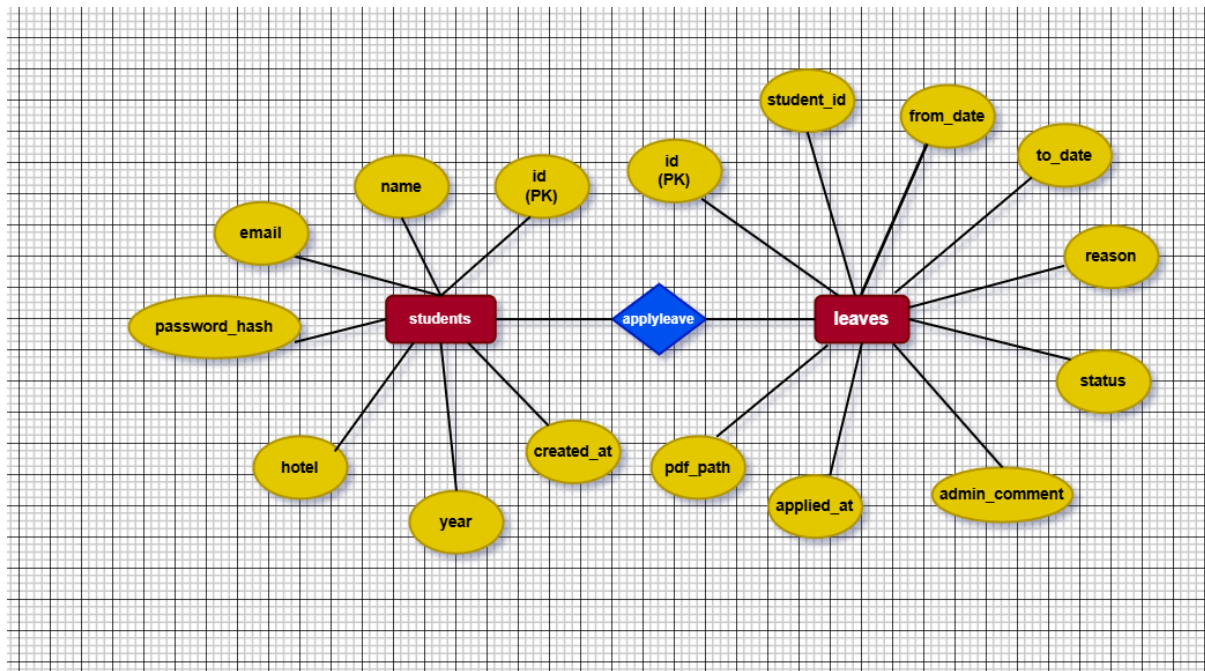 student_id
from_date
to_date
id
(PK)
name
id
(PK)
email
reason
password_hash
students
applyleave
leaves
status
created_at
hotel
pdf_path
admin_comment
applied_at
year